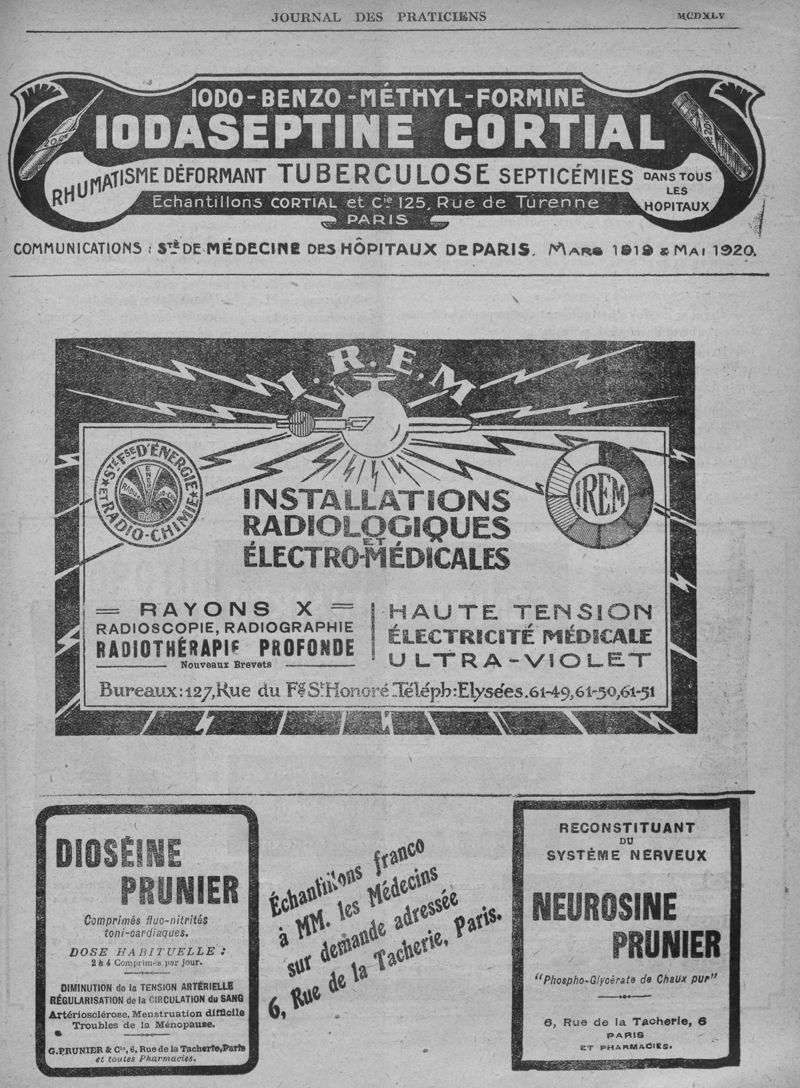 JOURNAL DES PRATICIENS
MCDXLV
IODO-BENZO-MÉTHYL-FORMINE
IODASEPTINE CORTIAL
RHUMATISME DÉFORMANT TUBERCULOSE SEPTICÉMIES
DANS TOUS
LES
HOPITAUX
Echantillons CORTIAL et Cie 125, Rue de Turenne
PARIS
COMMUNICATIONS : STÉ DE MÉDECINE DES HÔPITAUX DE PARIS. MARS 1919 & MAI 1920.
I.R.E.M
STÉ FSE D'ÉNERGIE
ET RADIO-CHIMIE
IREM
INSTALLATIONS
RADIOLOGIQUES
ET
ÉLECTRO-MÉDICALES
RAYONS X
RADIOSCOPIE, RADIOGRAPHIE
RADIOTHÉRAPIE PROFONDE
Nouveaux Brevets
HAUTE TENSION
ÉLECTRICITÉ MÉDICALE
ULTRA-VIOLET
Bureaux: 127, Rue du Fg St Honoré. Téléph: Elysées. 61-49, 61-50, 61-51
DIOSÉINE
PRUNIER
Comprimés fluo-nitrités
toni-cardiaques.
DOSE HABITUELLE :
2 à 4 Comprimés par jour.
DIMINUTION de la TENSION ARTÉRIELLE
RÉGULARISATION de la CIRCULATION du SANG
Artériosclérose, Menstruation difficile
Troubles de la Ménopause.
G. PRUNIER & Cie, 6, Rue de la Tacherie, Paris
et toutes Pharmacies.
Échantillons franco
à MM. les Médecins
sur demande adressée
6, Rue de la Tacherie, Paris.
RECONSTITUANT
DU
SYSTÈME NERVEUX
NEUROSINE
PRUNIER
"Phospho-Glycérate de Chaux pur"
6, Rue de la Tacherie, 6
PARIS
ET PHARMACIES.